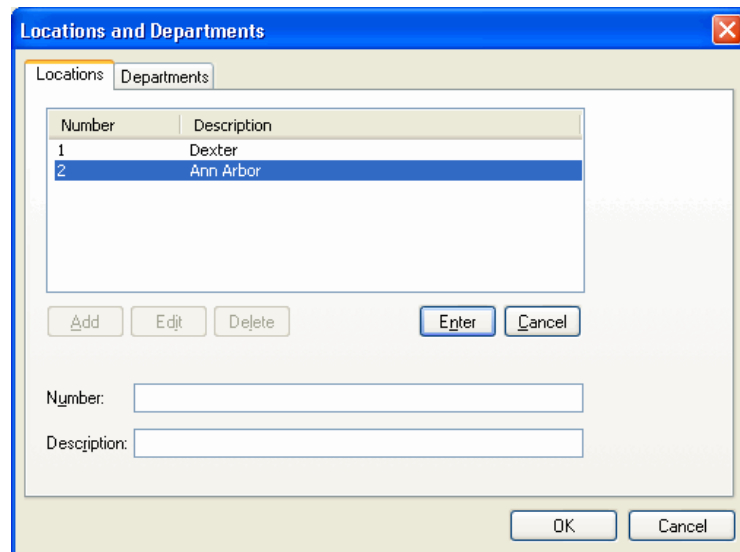 Locations and Departments
Locations Departments
Number Description
1 Dexter
2 Ann Arbor
Add Edit Delete Enter Cancel
Number:
Description:
OK Cancel